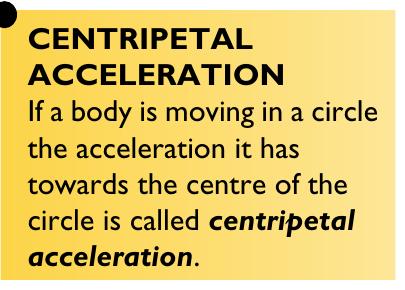 CENTRIPETAL
ACCELERATION
If a body is moving in a circle
the acceleration it has
towards the centre of the
circle is called centripetal
acceleration.